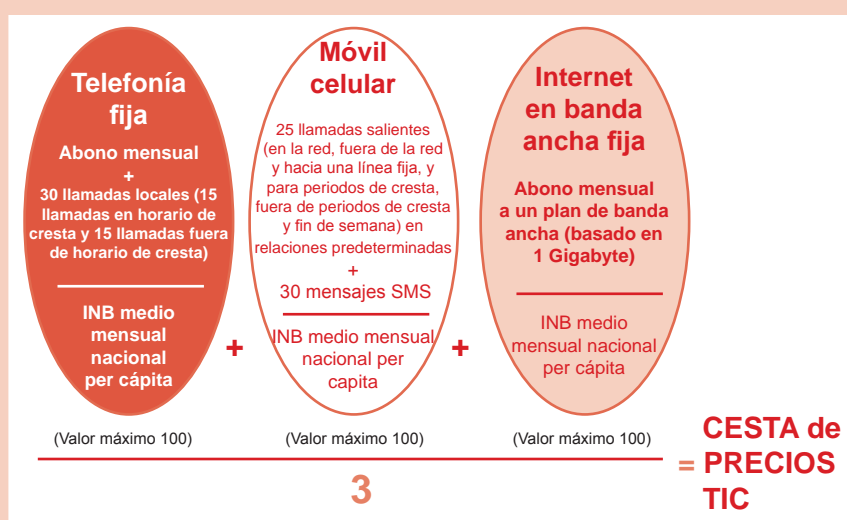 Telefonía
fija
Abono mensual
+
30 llamadas locales (15
llamadas en horario de
cresta y 15 llamadas fuera
de horario de cresta)
INB medio
mensual
nacional
per cápita
(Valor máximo 100)
+
Móvil
celular
25 llamadas salientes
(en la red, fuera de la red
y hacia una línea fija, y
para periodos de cresta,
fuera de periodos de cresta
y fin de semana) en
relaciones predeterminadas
+
30 mensajes SMS
INB medio mensual
nacional per
capita
(Valor máximo 100)
+
Internet
en banda
ancha fija
Abono mensual
a un plan de banda
ancha (basado en
1 Gigabyte)
INB medio
mensual nacional
per cápita
(Valor máximo 100)
3
CESTA de
= PRECIOS
TIC